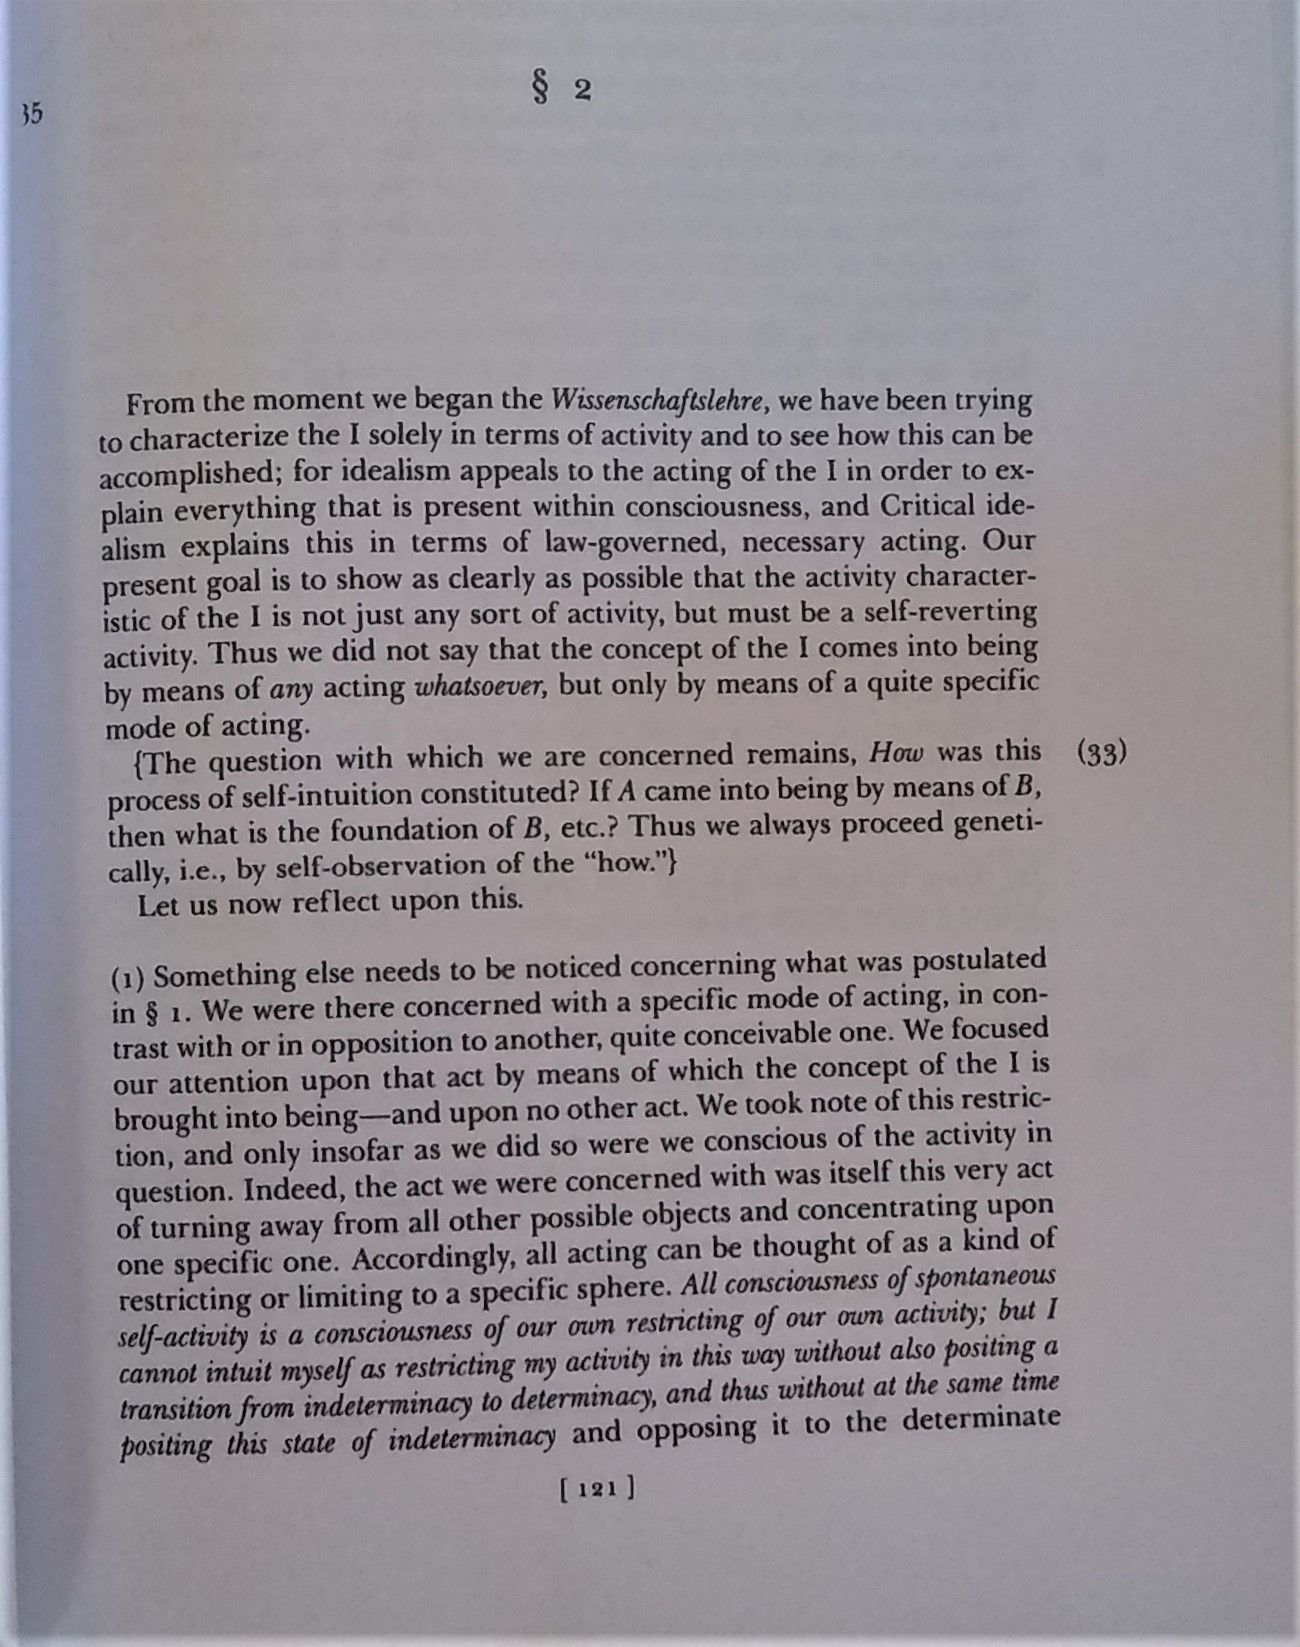 § 2
35
From the moment we began the Wissenschaftslehre, we have been trying
to characterize the I solely in terms of activity and to see how this can be
accomplished; for idealism appeals to the acting of the I in order to ex-
plain everything that is present within consciousness, and Critical ide-
alism explains this in terms of law-governed, necessary acting. Our
present goal is to show as clearly as possible that the activity character-
istic of the I is not just any sort of activity, but must be a self-reverting
activity. Thus we did not say that the concept of the I comes into being
by means of any acting whatsoever, but only by means of a quite specific
mode of acting.
{The question with which we are concerned remains, How was this (33)
process of self-intuition constituted? If A came into being by means of B,
then what is the foundation of B, etc.? Thus we always proceed geneti-
cally, i.e., by self-observation of the “how.”}
Let us now reflect upon this.
(1) Something else needs to be noticed concerning what was postulated
in § 1. We were there concerned with a specific mode of acting, in con-
trast with or in opposition to another, quite conceivable one. We focused
our attention upon that act by means of which the concept of the I is
brought into being—and upon no other act. We took note of this restric-
tion, and only insofar as we did so were we conscious of the activity in
question. Indeed, the act we were concerned with was itself this very act
of turning away from all other possible objects and concentrating upon
one specific one. Accordingly, all acting can be thought of as a kind of
restricting or limiting to a specific sphere. All consciousness of spontaneous
self-activity is a consciousness of our own restricting of our own activity; but I
cannot intuit myself as restricting my activity in this way without also positing a
transition from indeterminacy to determinacy, and thus without at the same time
positing this state of indeterminacy and opposing it to the determinate
[ 121 ]